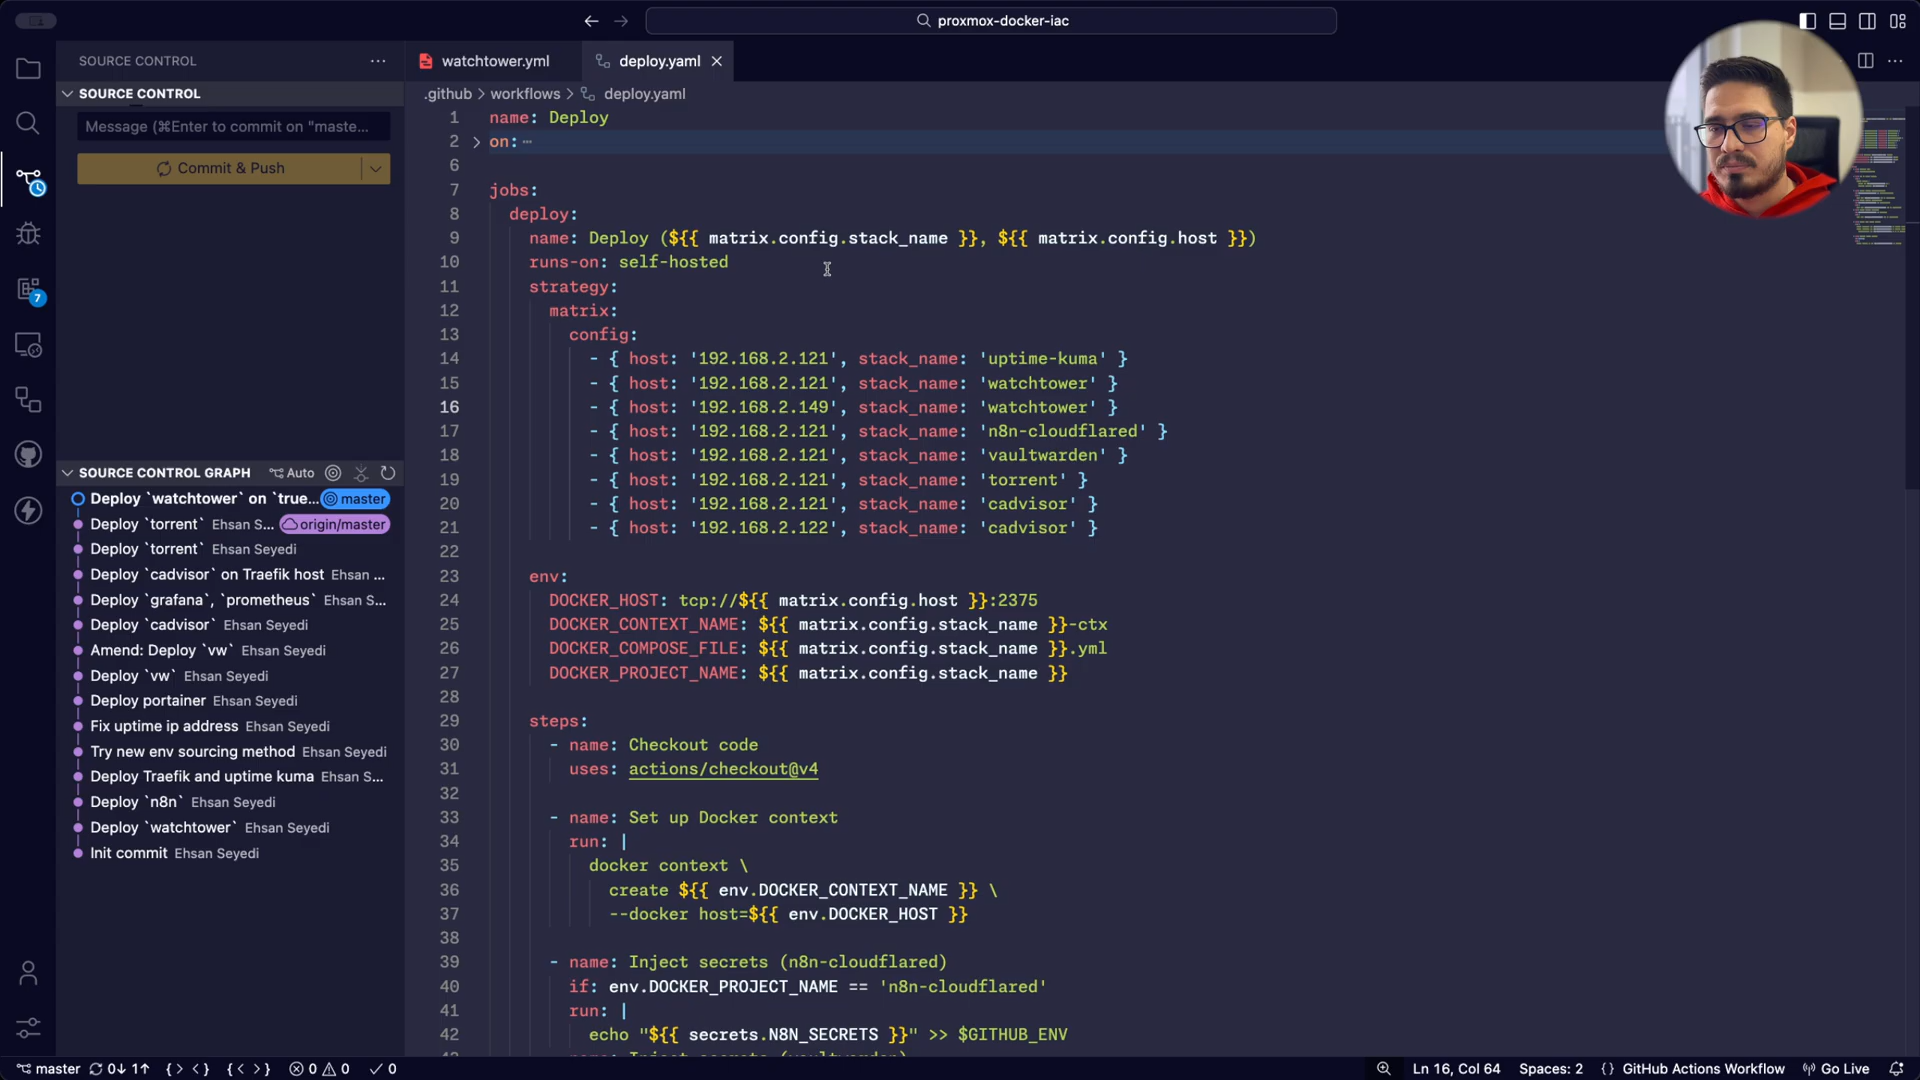 proxmox-docker-iac
SOURCE CONTROL
SOURCE CONTROL
Message (⌘Enter to commit on "maste...
Commit & Push
7
SOURCE CONTROL GRAPH Auto
Deploy `watchtower` on `true... master
Deploy `torrent` Ehsan S... origin/master
Deploy `torrent` Ehsan Seyedi
Deploy `cadvisor` on Traefik host Ehsan ...
Deploy `grafana`, `prometheus` Ehsan S...
Deploy `cadvisor` Ehsan Seyedi
Amend: Deploy `vw` Ehsan Seyedi
Deploy `vw` Ehsan Seyedi
Deploy portainer Ehsan Seyedi
Fix uptime ip address Ehsan Seyedi
Try new env sourcing method Ehsan Seyedi
Deploy Traefik and uptime kuma Ehsan S...
Deploy `n8n` Ehsan Seyedi
Deploy `watchtower` Ehsan Seyedi
Init commit Ehsan Seyedi
watchtower.yml deploy.yaml
.github > workflows > deploy.yaml
1 name: Deploy
2 on: ...
6
7 jobs:
8 deploy:
9 name: Deploy (${{ matrix.config.stack_name }}, ${{ matrix.config.host }})
10 runs-on: self-hosted
11 strategy:
12 matrix:
13 config:
14 - { host: '192.168.2.121', stack_name: 'uptime-kuma' }
15 - { host: '192.168.2.121', stack_name: 'watchtower' }
16 - { host: '192.168.2.149', stack_name: 'watchtower' }
17 - { host: '192.168.2.121', stack_name: 'n8n-cloudflared' }
18 - { host: '192.168.2.121', stack_name: 'vaultwarden' }
19 - { host: '192.168.2.121', stack_name: 'torrent' }
20 - { host: '192.168.2.121', stack_name: 'cadvisor' }
21 - { host: '192.168.2.122', stack_name: 'cadvisor' }
22
23 env:
24 DOCKER_HOST: tcp://${{ matrix.config.host }}:2375
25 DOCKER_CONTEXT_NAME: ${{ matrix.config.stack_name }}-ctx
26 DOCKER_COMPOSE_FILE: ${{ matrix.config.stack_name }}.yml
27 DOCKER_PROJECT_NAME: ${{ matrix.config.stack_name }}
28
29 steps:
30 - name: Checkout code
31 uses: actions/checkout@v4
32
33 - name: Set up Docker context
34 run: |
35 docker context \
36 create ${{ env.DOCKER_CONTEXT_NAME }} \
37 --docker host=${{ env.DOCKER_HOST }}
38
39 - name: Inject secrets (n8n-cloudflared)
40 if: env.DOCKER_PROJECT_NAME == 'n8n-cloudflared'
41 run: |
42 echo "${{ secrets.N8N_SECRETS }}" >> $GITHUB_ENV
master 0↓ 1↑ {> <} {< >} 0 0 0 Ln 16, Col 64 Spaces: 2 {} GitHub Actions Workflow Go Live